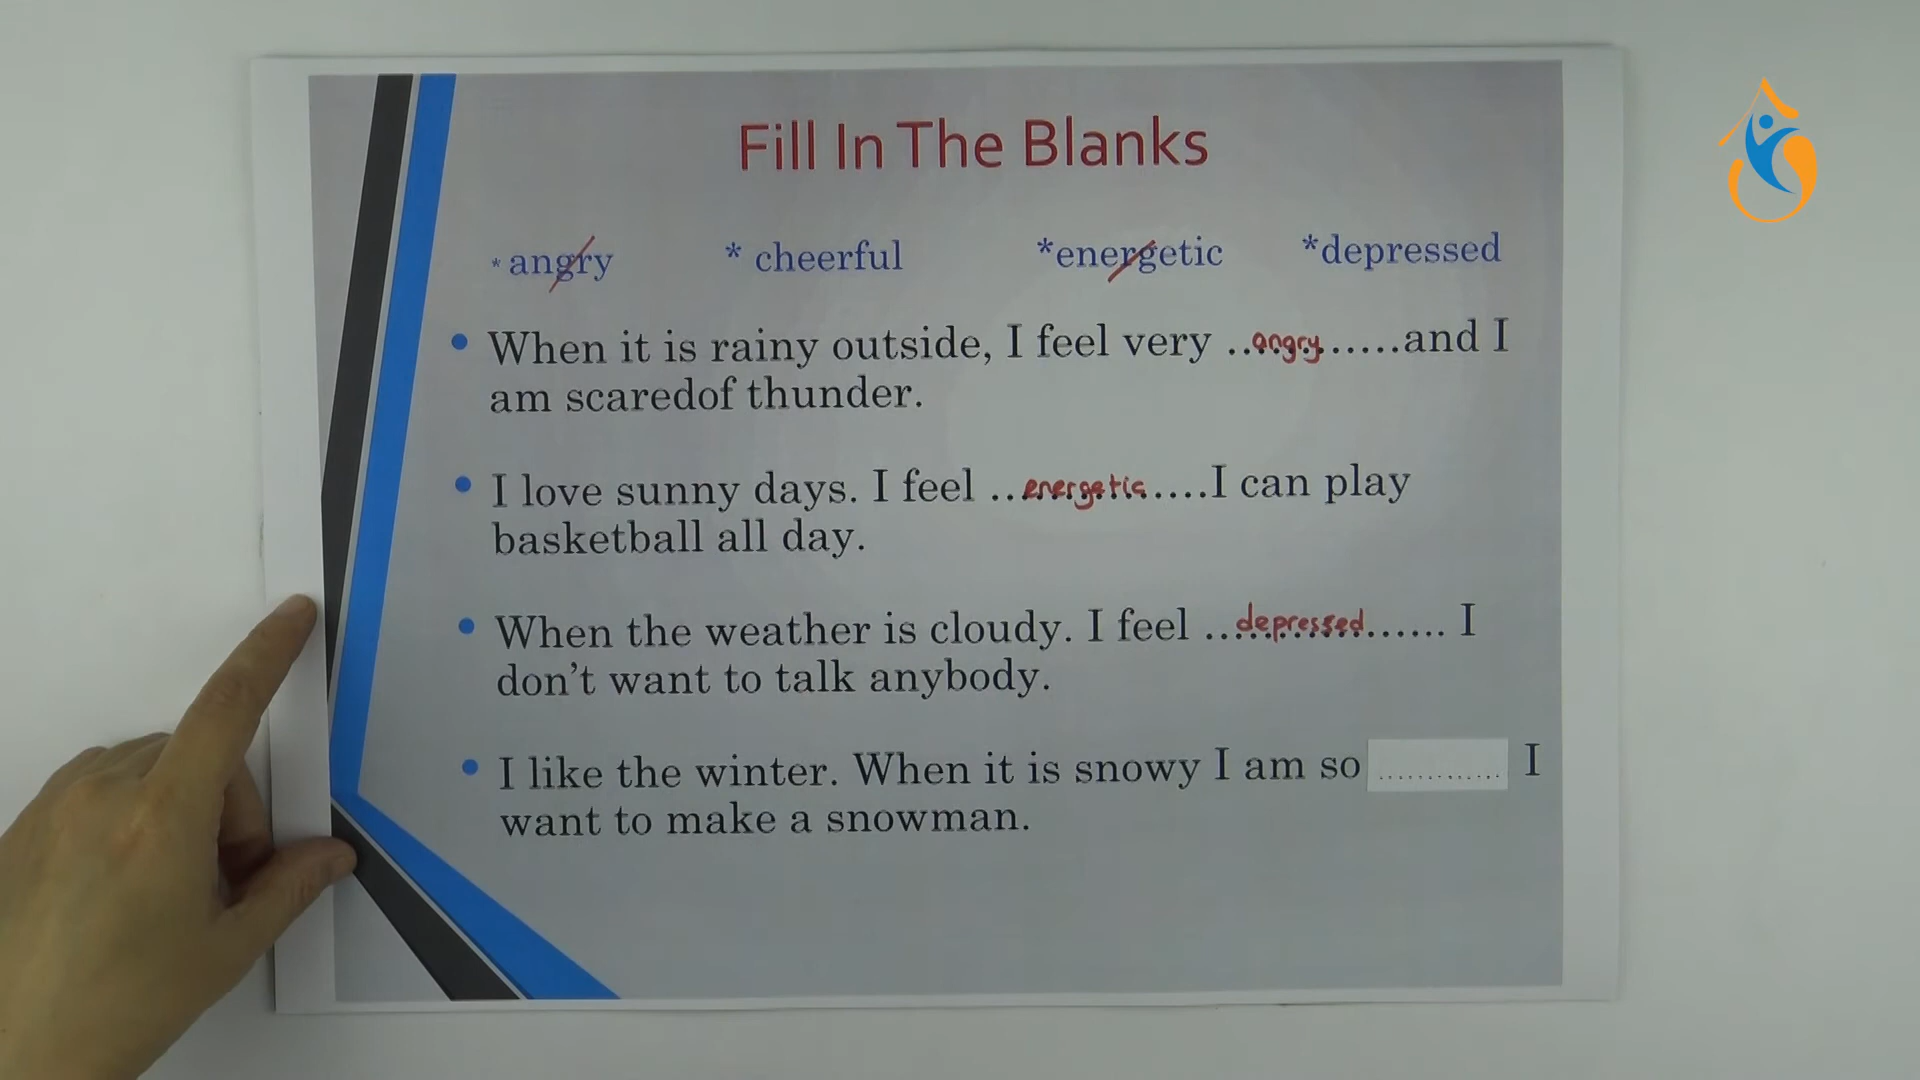 Fill In The Blanks
* angry * cheerful *energetic *depressed
• When it is rainy outside, I feel very ..angry......and I
am scaredof thunder.
• I love sunny days. I feel ...energetic.....I can play
basketball all day.
• When the weather is cloudy. I feel ...depressed...... I
don't want to talk anybody.
• I like the winter. When it is snowy I am so ............. I
want to make a snowman.